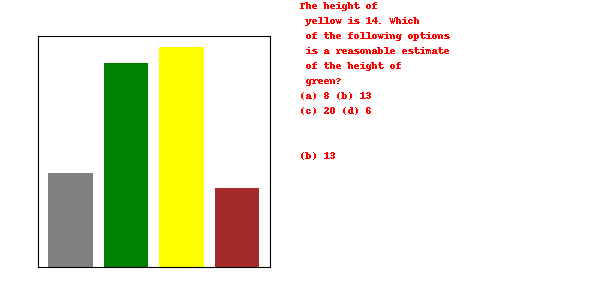 The height of
yellow is 14. Which
of the following options
is a reasonable estimate
of the height of
green?
(a) 8 (b) 13
(c) 20 (d) 6
(b) 13